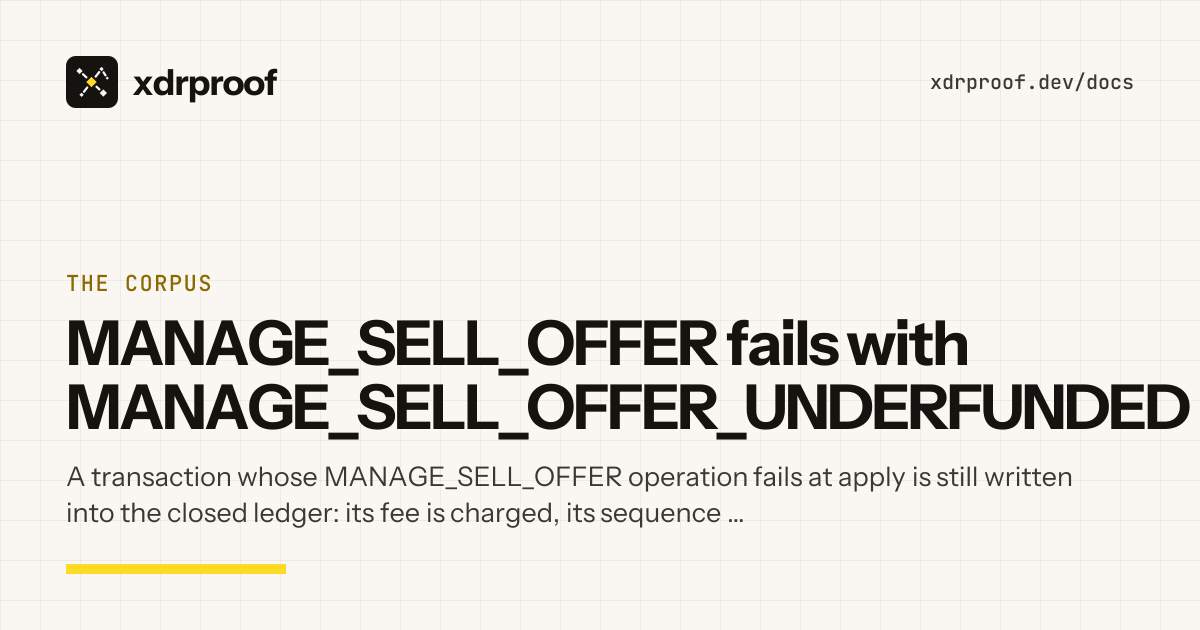 xdrproof
xdrproof.dev/docs
THE CORPUS
MANAGE_SELL_OFFER fails with
MANAGE_SELL_OFFER_UNDERFUNDED
A transaction whose MANAGE_SELL_OFFER operation fails at apply is still written
into the closed ledger: its fee is charged, its sequence ...